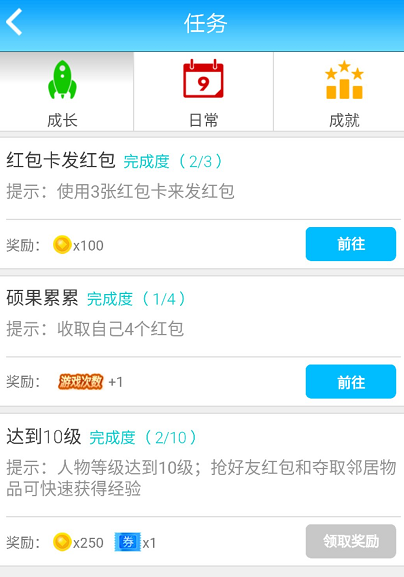 任务
成长
9
日常
成就
红包卡发红包 完成度（2/3）
提示：使用3张红包卡来发红包
奖励： x100
前往
硕果累累 完成度（1/4）
提示：收取自己4个红包
奖励： 游戏次数 +1
前往
达到10级 完成度（2/10）
提示：人物等级达到10级；抢好友红包和夺取邻居物
品可快速获得经验
奖励： x250 券 x1
领取奖励